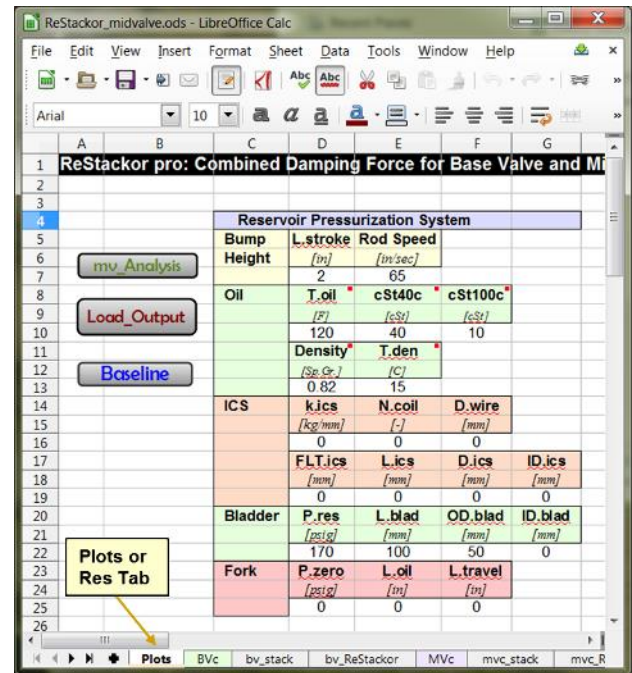 ReStackor_midvalve.ods - LibreOffice Calc
File Edit View Insert Format Sheet Data Tools Window Help
Arial 10
A B C D E F G
1 ReStackor pro: Combined Damping Force for Base Valve and Mi
2
3
4 Reservoir Pressurization System
5 Bump L.stroke Rod Speed
6 Height [in] [in/sec]
mv_Analysis
7 2 65
8 Oil T.oil cSt40c cSt100c
9 [F] [cSt] [cSt]
Load_Output
10 120 40 10
11 Density T.den
12 [Sp.Gr.] [C]
Baseline
13 0.82 15
14 ICS k.ics N.coil D.wire
15 [kg/mm] [-] [mm]
16 0 0 0
17 FLT.ics L.ics D.ics ID.ics
18 [mm] [mm] [mm] [mm]
19 0 0 0 0
20 Bladder P.res L.blad OD.blad ID.blad
21 [psig] [mm] [mm] [mm]
22 170 100 50 0
Plots or
Res Tab
23 Fork P.zero L.oil L.travel
24 [psig] [in] [in]
25 0 0 0
26
Plots BVc bv_stack bv_ReStackor MVc mvc_stack mvc_R